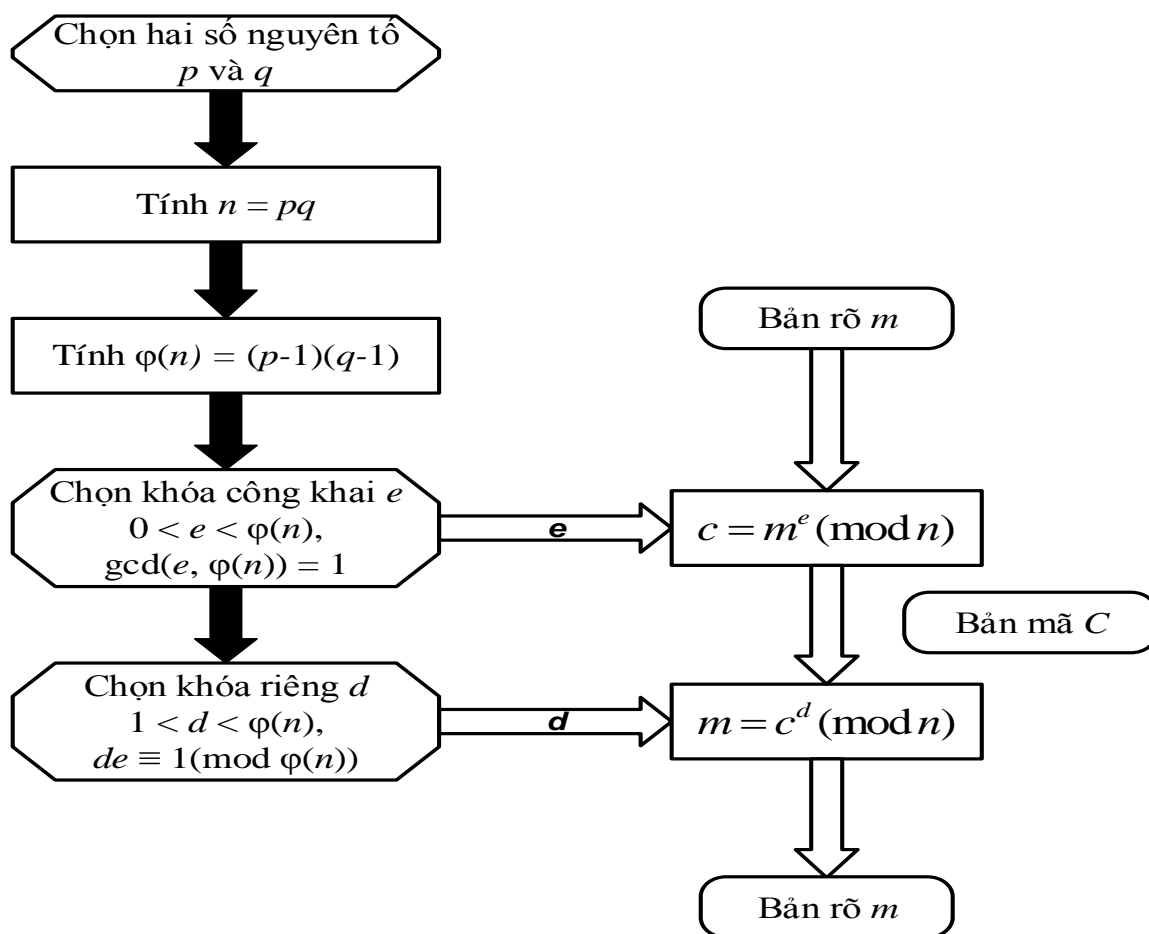 Chọn hai số nguyên tố
p và q
Tính n = pq
Tính φ(n) = (p-1)(q-1)
Chọn khóa công khai e
0 < e < φ(n),
gcd(e, φ(n)) = 1
Chọn khóa riêng d
1 < d < φ(n),
de ≡ 1(mod φ(n))
e
d
Bản rõ m
c = m^e (mod n)
Bản mã C
m = c^d (mod n)
Bản rõ m